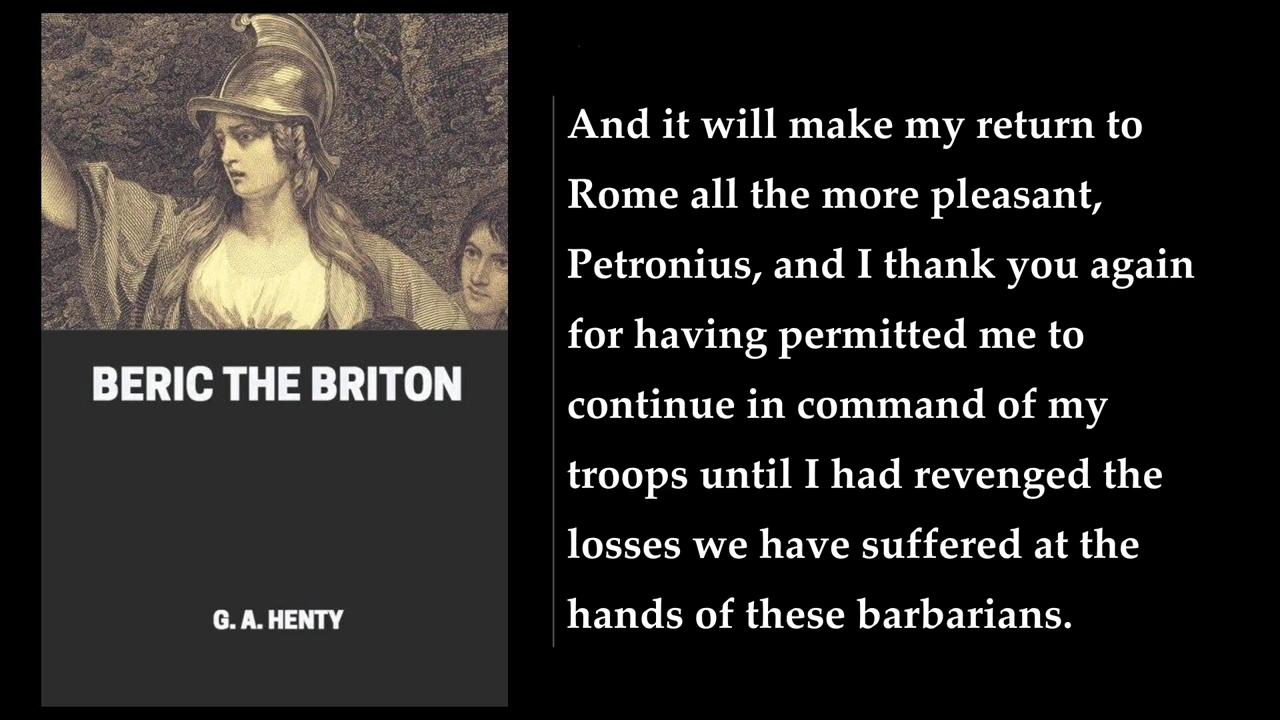 BERIC THE BRITON
G. A. HENTY
And it will make my return to
Rome all the more pleasant,
Petronius, and I thank you again
for having permitted me to
continue in command of my
troops until I had revenged the
losses we have suffered at the
hands of these barbarians.